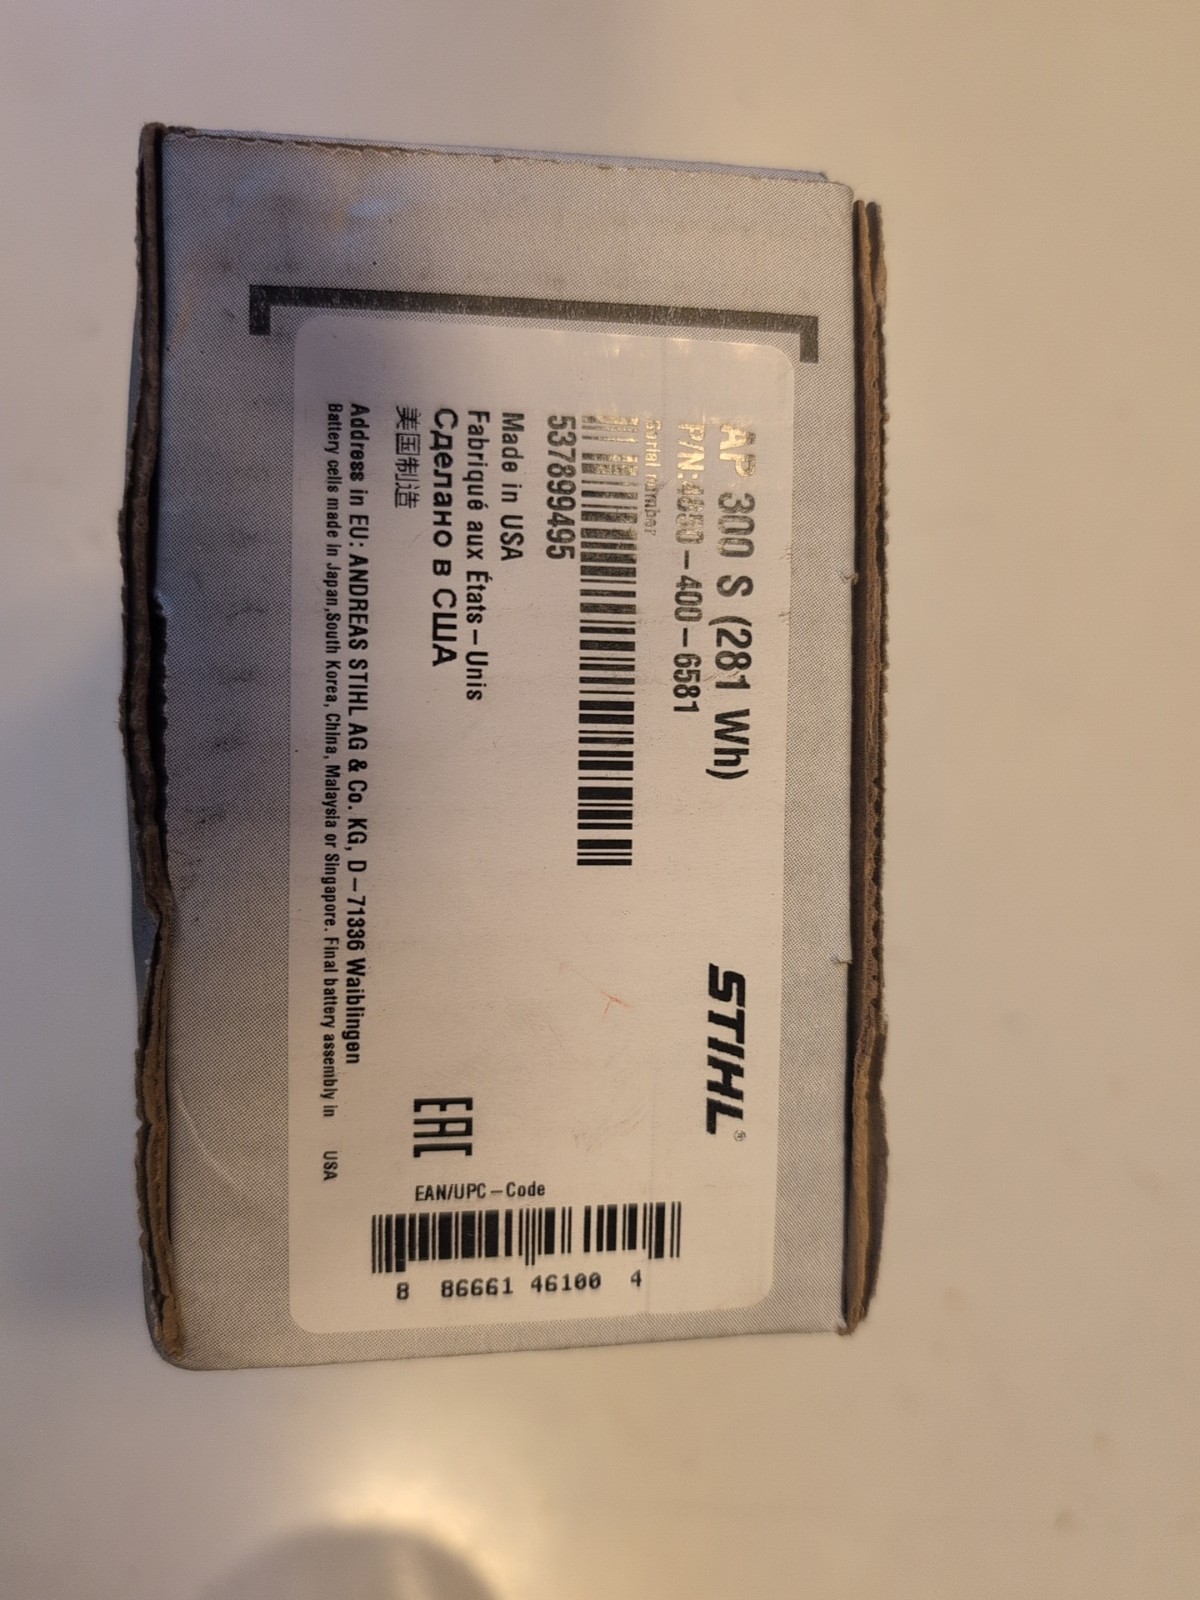 AP 300 S (281 Wh)
STIHL®
P/N:4850-400-6581
Serial number
537899495
Made in USA
Fabriqué aux États-Unis
Сделано в США
美国制造
EAC
Address in EU: ANDREAS STIHL AG & Co. KG, D-71336 Waiblingen
Battery cells made in Japan,South Korea, China, Malaysia or Singapore. Final battery assembly in USA
EAN/UPC-Code
8 86661 46100 4